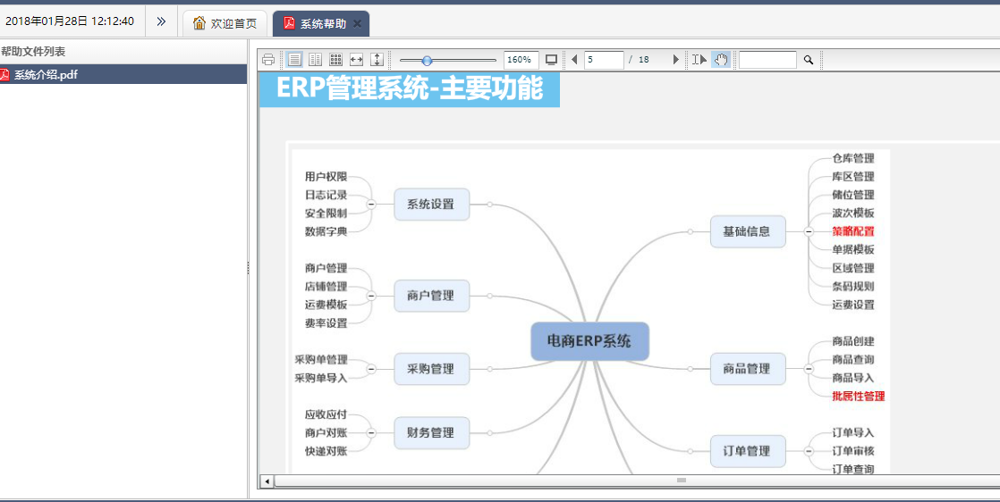 2018年01月28日 12:12:40
欢迎首页
系统帮助
帮助文件列表
系统介绍.pdf
160%
5
/ 18
ERP管理系统-主要功能
用户权限
日志记录
安全限制
数据字典
系统设置
商户管理
店铺管理
运费模板
费率设置
商户管理
采购单管理
采购单导入
采购管理
应收应付
商户对账
快递对账
财务管理
电商ERP系统
基础信息
仓库管理
库区管理
储位管理
波次模板
策略配置
单据模板
区域管理
条码规则
运费设置
商品管理
商品创建
商品查询
商品导入
批属性管理
订单管理
订单导入
订单审核
订单查询